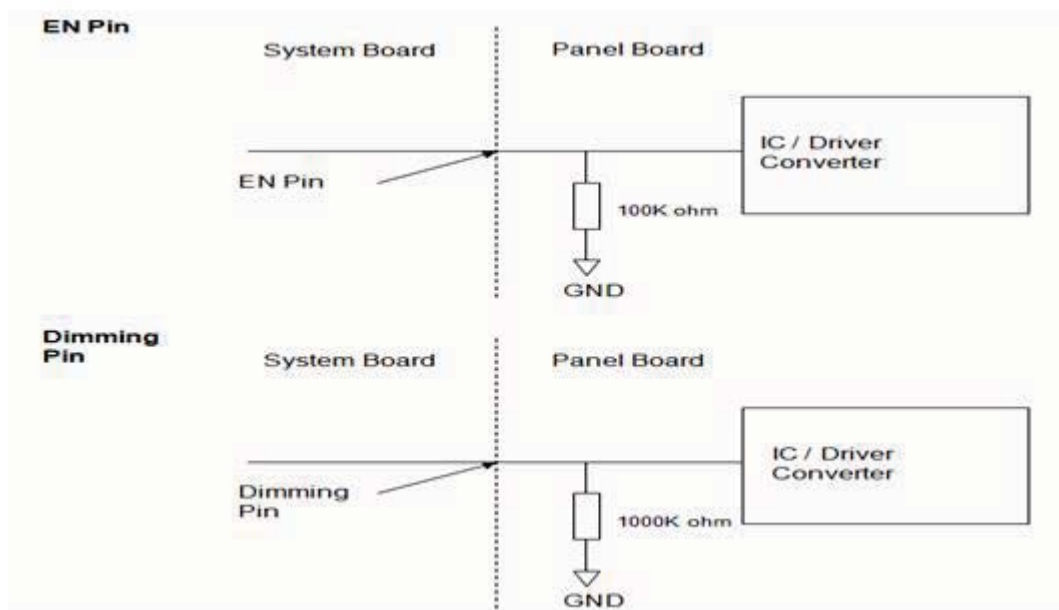 EN Pin
System Board
Panel Board
IC / Driver
Converter
EN Pin
100K ohm
GND
Dimming
Pin
System Board
Panel Board
IC / Driver
Converter
Dimming
Pin
1000K ohm
GND